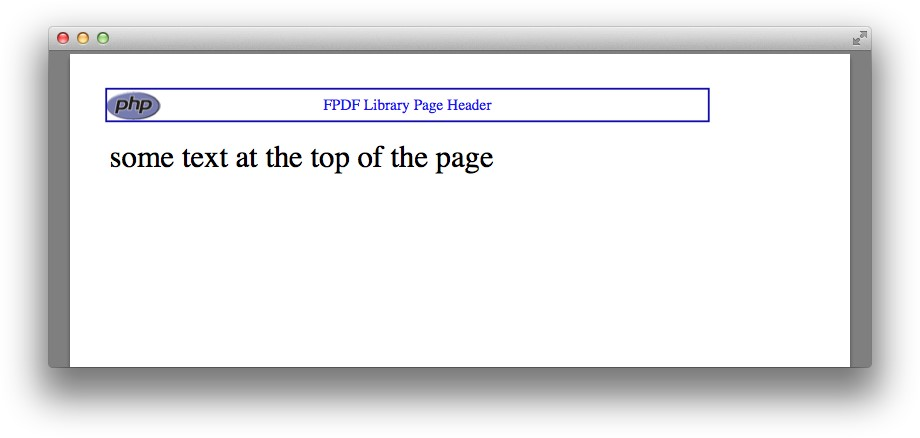 php
FPDF Library Page Header
some text at the top of the page